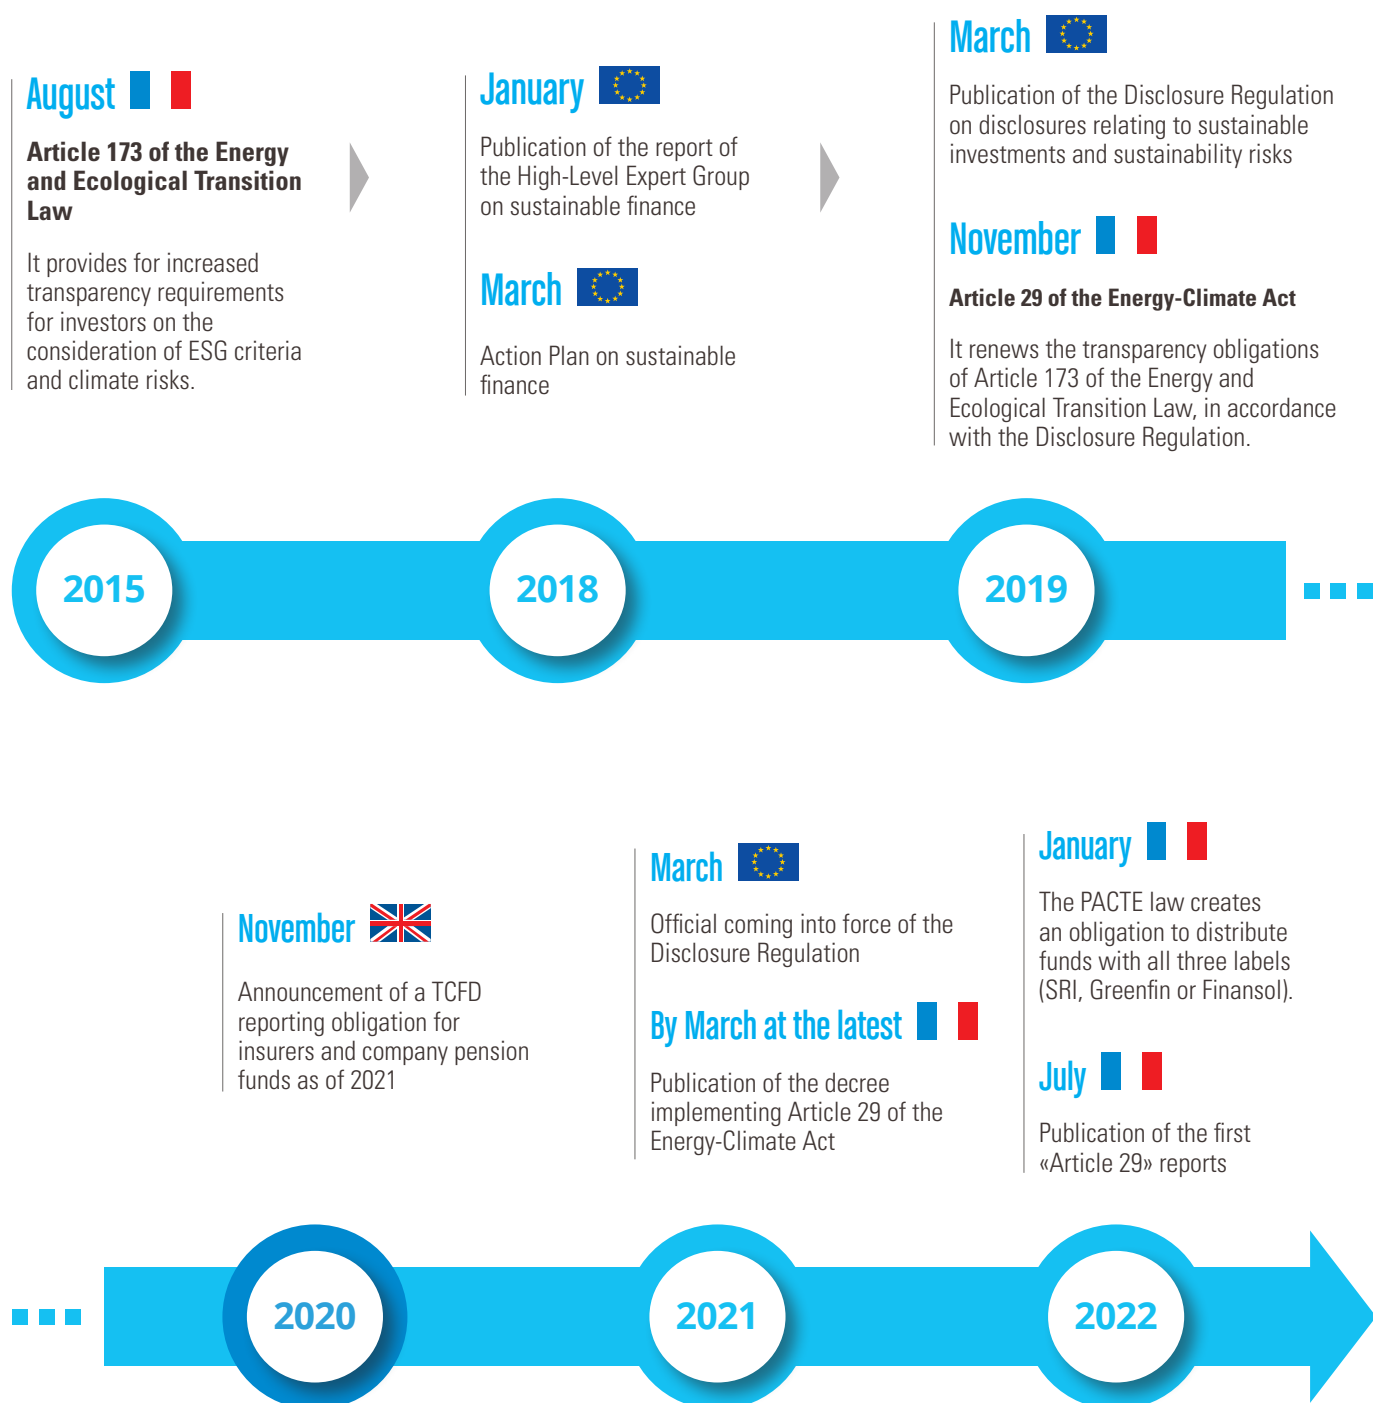 August
Article 173 of the Energy
and Ecological Transition
Law
It provides for increased
transparency requirements
for investors on the
consideration of ESG criteria
and climate risks.
January
Publication of the report of
the High-Level Expert Group
on sustainable finance
March
Action Plan on sustainable
finance
March
Publication of the Disclosure Regulation
on disclosures relating to sustainable
investments and sustainability risks
November
Article 29 of the Energy-Climate Act
It renews the transparency obligations
of Article 173 of the Energy and
Ecological Transition Law, in accordance
with the Disclosure Regulation.
2015
2018
2019
November
Announcement of a TCFD
reporting obligation for
insurers and company pension
funds as of 2021
March
Official coming into force of the
Disclosure Regulation
By March at the latest
Publication of the decree
implementing Article 29 of the
Energy-Climate Act
January
The PACTE law creates
an obligation to distribute
funds with all three labels
(SRI, Greenfin or Finansol).
July
Publication of the first
«Article 29» reports
2020
2021
2022